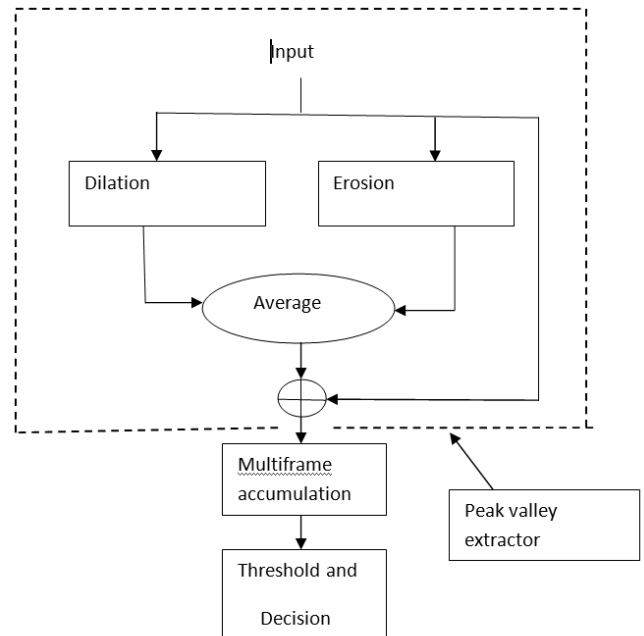 Input
Dilation
Erosion
Average
Multiframe
accumulation
Peak valley
extractor
Threshold and
Decision